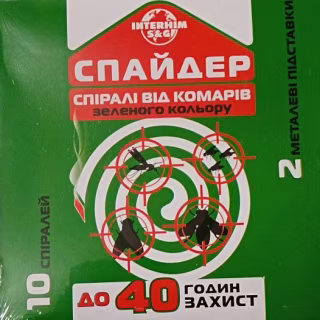 INTERHIM
S&G
СПАЙДЕР
СПІРАЛІ ВІД КОМАРІВ
зеленого кольору
10 СПІРАЛЕЙ
2 МЕТАЛЕВІ ПІДСТАВКИ
ДО 40 ГОДИН
ЗАХИСТ